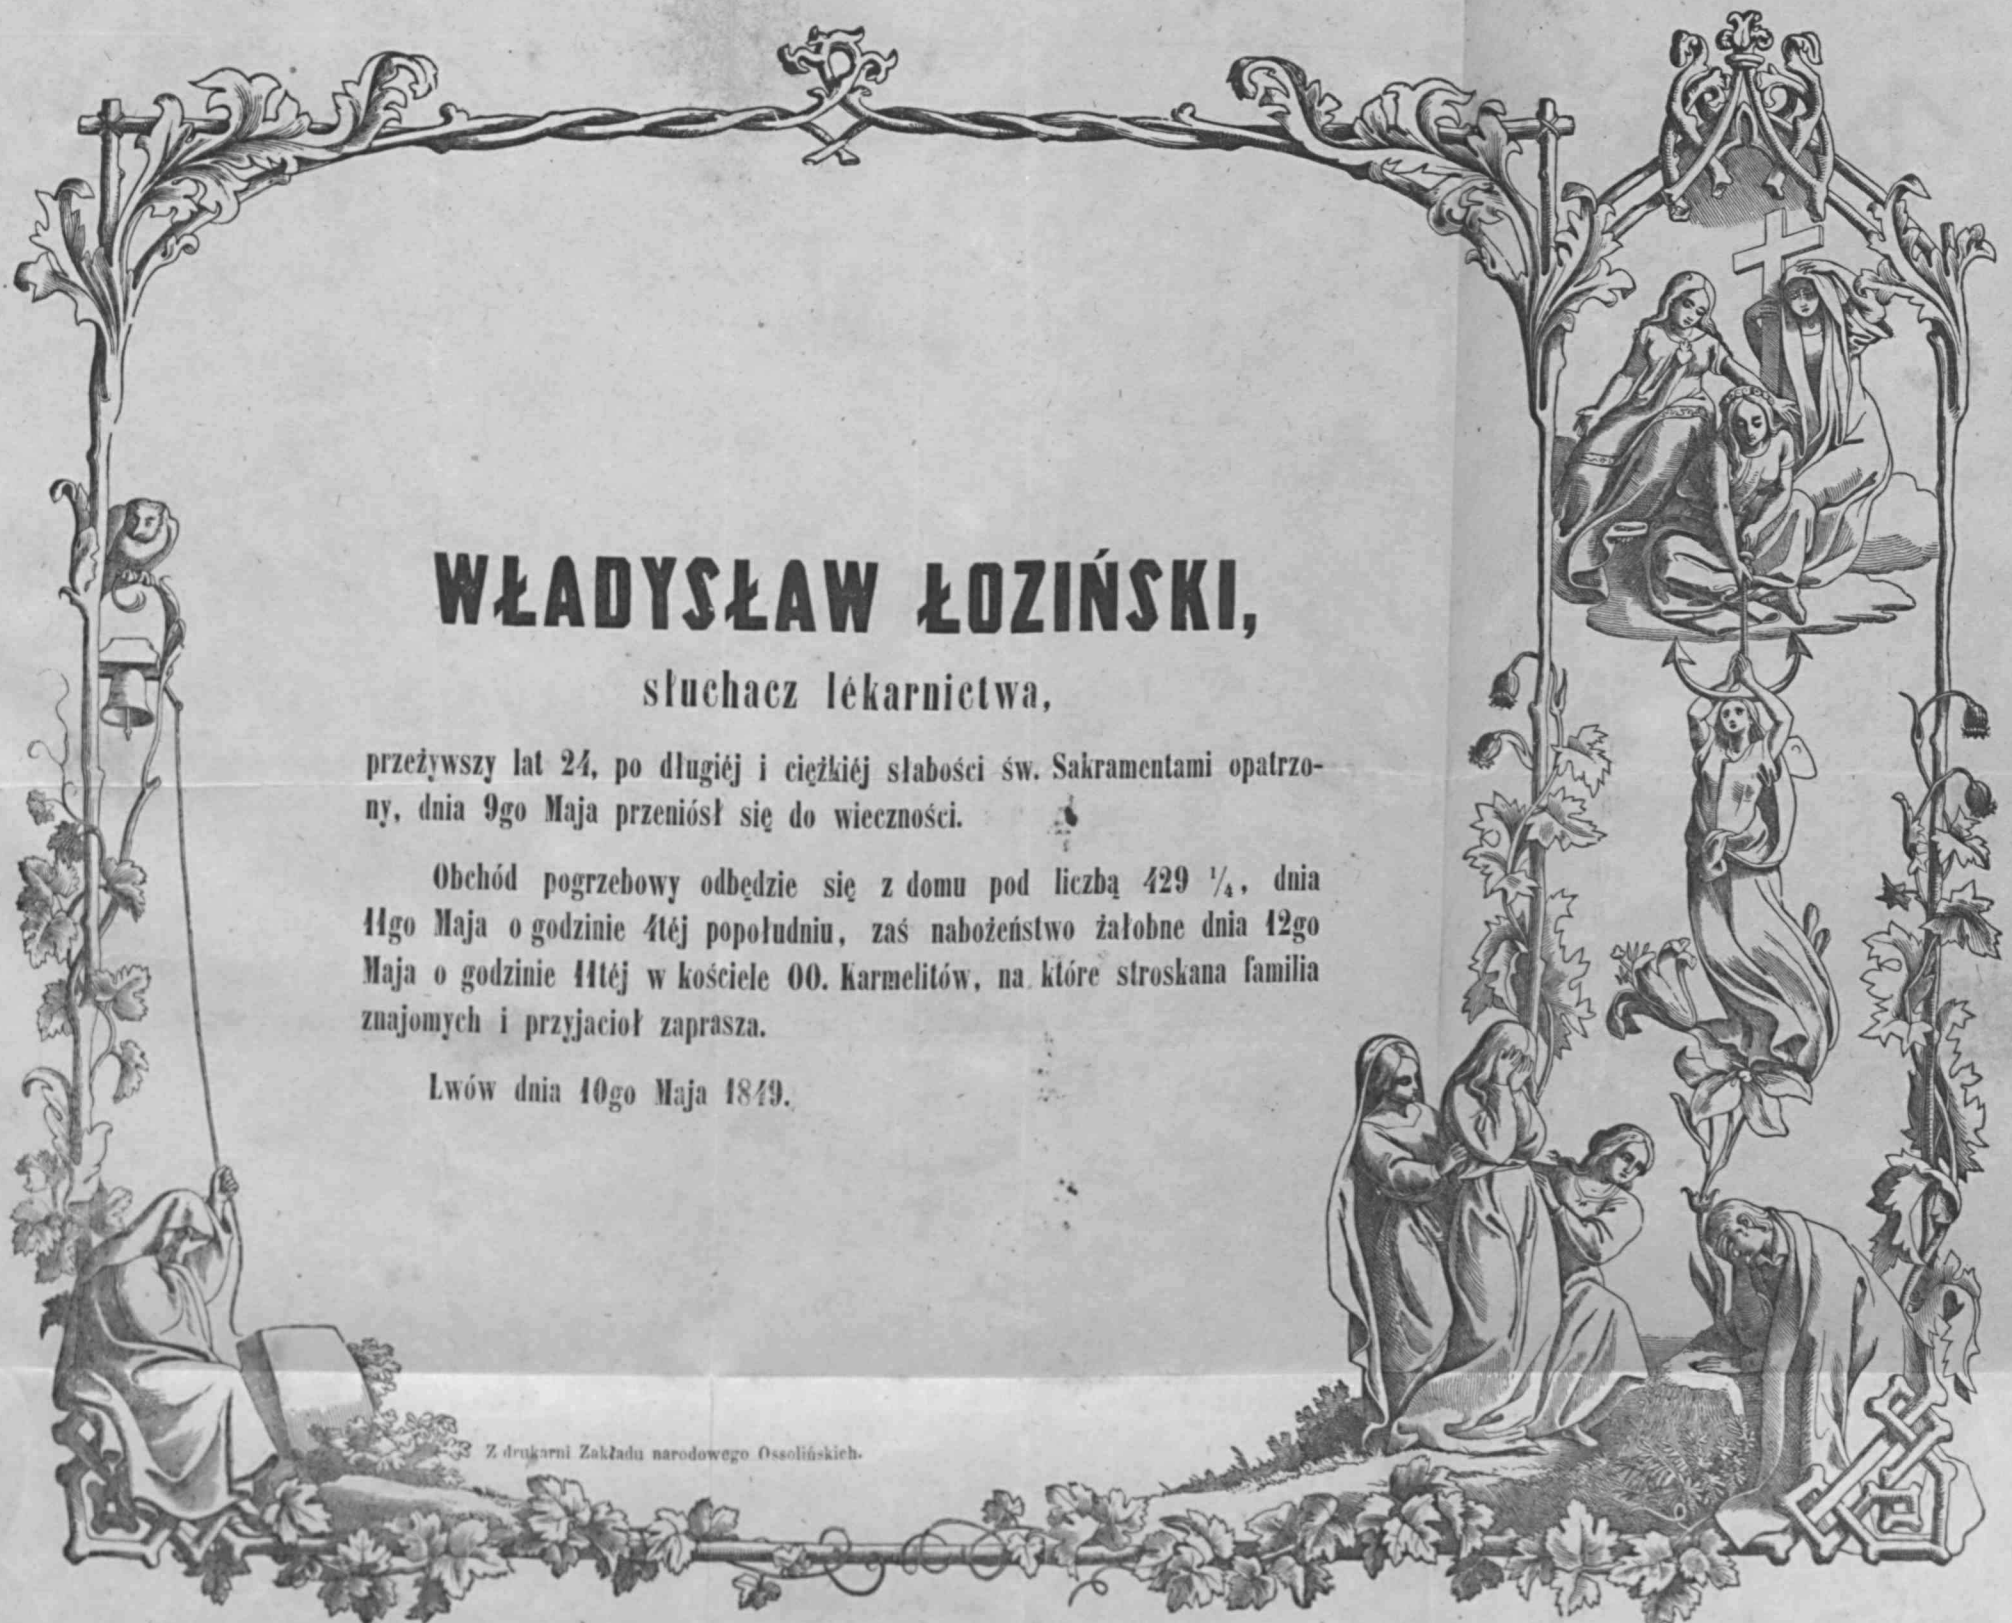 WŁADYSŁAW ŁOZIŃSKI,
słuchacz lékarnictwa,
przeżywszy lat 24, po długiéj i ciężkiéj słabości św. Sakramentami opatrzo-
ny, dnia 9go Maja przeniósł się do wieczności.
Obchód pogrzebowy odbędzie się z domu pod liczbą 429 1/4, dnia
11go Maja o godzinie 4téj popołudniu, zaś nabożeństwo żałobne dnia 12go
Maja o godzinie 11téj w kościele OO. Karmelitów, na które stroskana familia
znajomych i przyjacioł zaprasza.
Lwów dnia 10go Maja 1849.
Z drukarni Zakładu narodowego Ossolińskich.